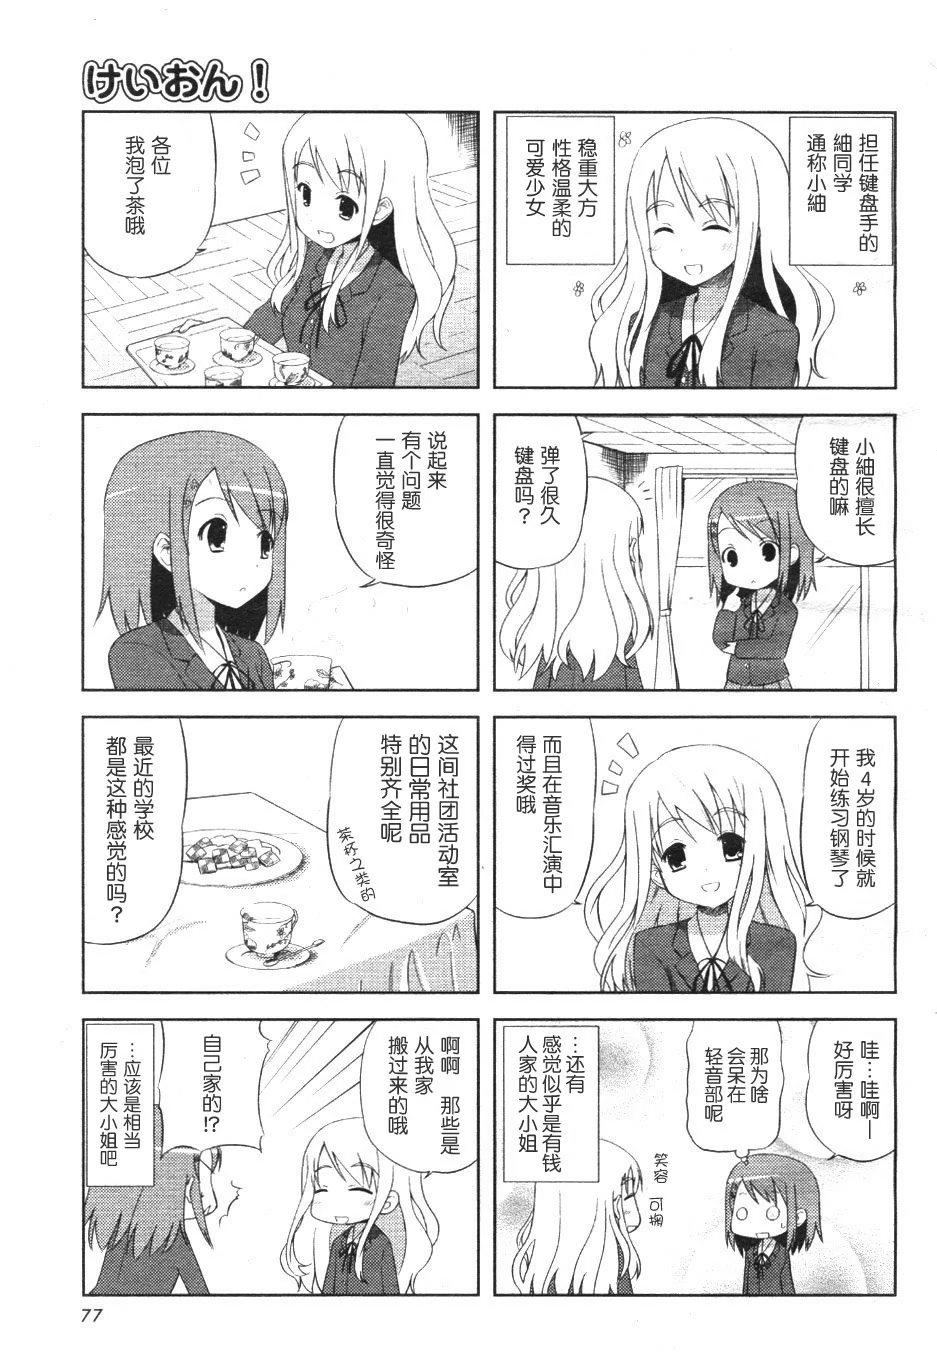 けいおん！
担任键盘手的
紬同学
通称小紬
稳重大方
性格温柔的
可爱少女
小紬很擅长
键盘的嘛
弹了很久
键盘吗？
我4岁的时候就
开始练习钢琴了
而且在音乐汇演中
得过奖哦
哇…哇啊—
好厉害呀
那为啥
会呆在
轻音部呢
笑容 可掬
…还有
感觉似乎是有钱
人家的大小姐
各位
我泡了茶哦
说起来
有个问题
一直觉得很奇怪
这间社团活动室
的日常用品
特别齐全呢
茶杯之类的
最近的学校
都是这种感觉的吗？
啊啊 那些是
从我家
搬过来的哦
自己家的!?
…应该是相当
厉害的大小姐吧
77